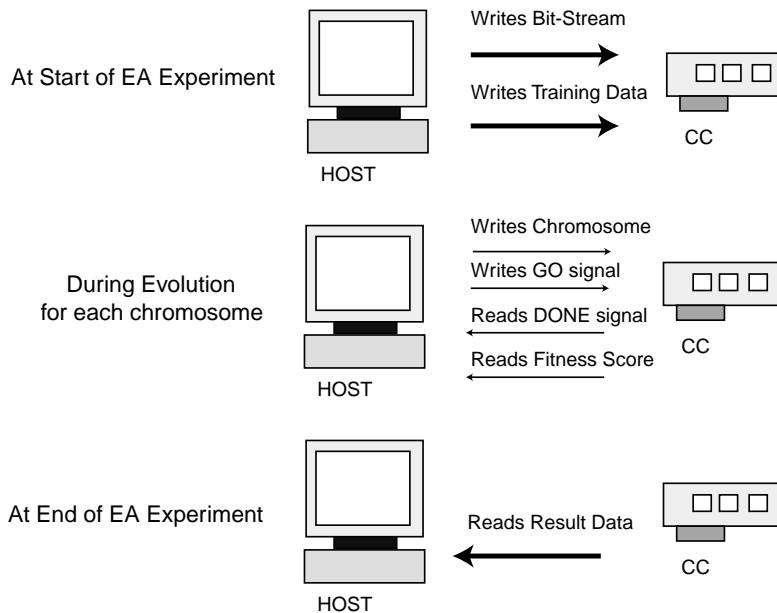 At Start of EA Experiment
Writes Bit-Stream
Writes Training Data
HOST
CC
During Evolution
for each chromosome
Writes Chromosome
Writes GO signal
Reads DONE signal
Reads Fitness Score
HOST
CC
At End of EA Experiment
Reads Result Data
HOST
CC